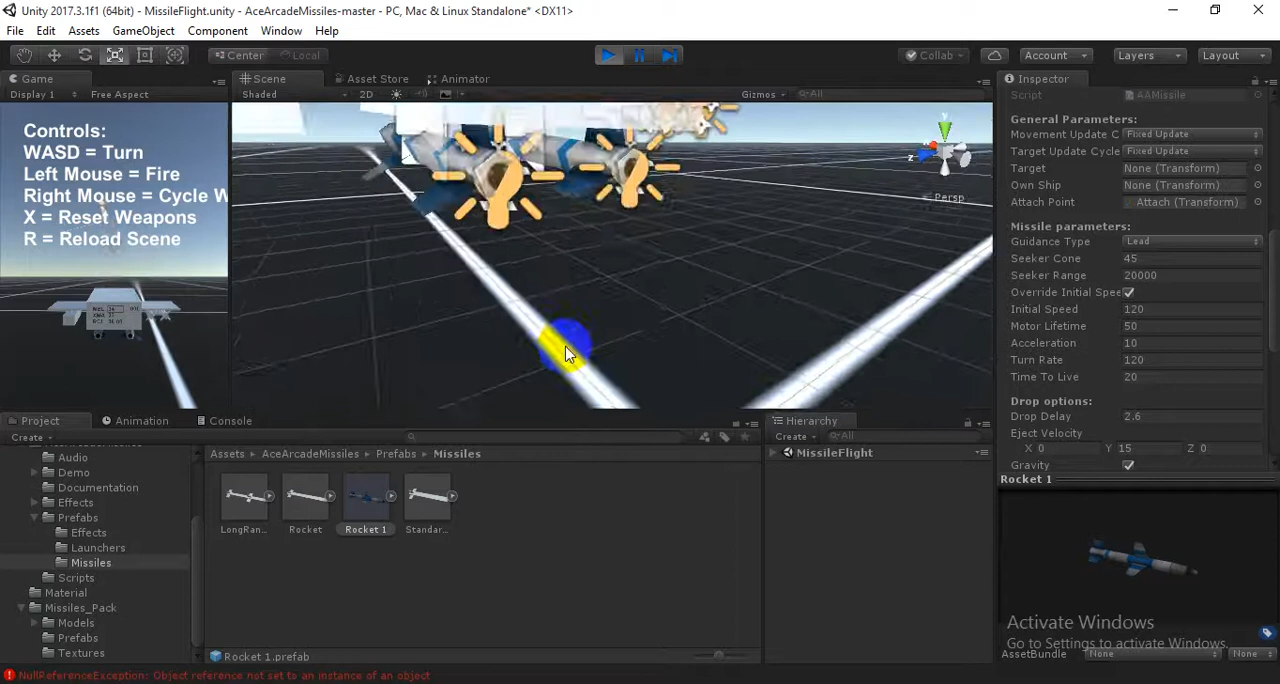 Unity 2017.3.1f1 (64bit) - MissileFlight.unity - AceArcadeMissiles-master - PC, Mac & Linux Standalone* <DX11>
File Edit Assets GameObject Component Window Help
Center Local Collab Account Layers Layout
Game Scene Asset Store Animator Inspector
Display 1 Free Aspect Shaded 2D Gizmos All
Script AAMissile
Controls:
WASD = Turn
Left Mouse = Fire
Right Mouse = Cycle W
X = Reset Weapons
R = Reload Scene
y
z
Persp
General Parameters:
Movement Update C Fixed Update
Target Update Cycle Fixed Update
Target None (Transform)
Own Ship None (Transform)
Attach Point Attach (Transform)
Missile parameters:
Guidance Type Lead
Seeker Cone 45
Seeker Range 20000
Override Initial Spee
Initial Speed 120
Motor Lifetime 50
Acceleration 10
Turn Rate 120
Time To Live 20
Drop options:
Drop Delay 2.6
Eject Velocity
X 0 Y 15 Z 0
Gravity
Project Animation Console Hierarchy
Create All
Create All
Audio
Demo
Documentation
Effects
Prefabs
Effects
Launchers
Missiles
Scripts
Material
Missiles_Pack
Models
Prefabs
Textures
Assets AceArcadeMissiles Prefabs Missiles
LongRan... Rocket Rocket 1 Standar...
Rocket 1.prefab
MissileFlight
Rocket 1
Activate Windows
Go to Settings to activate Windows.
AssetBundle None None
NullReferenceException: Object reference not set to an instance of an object